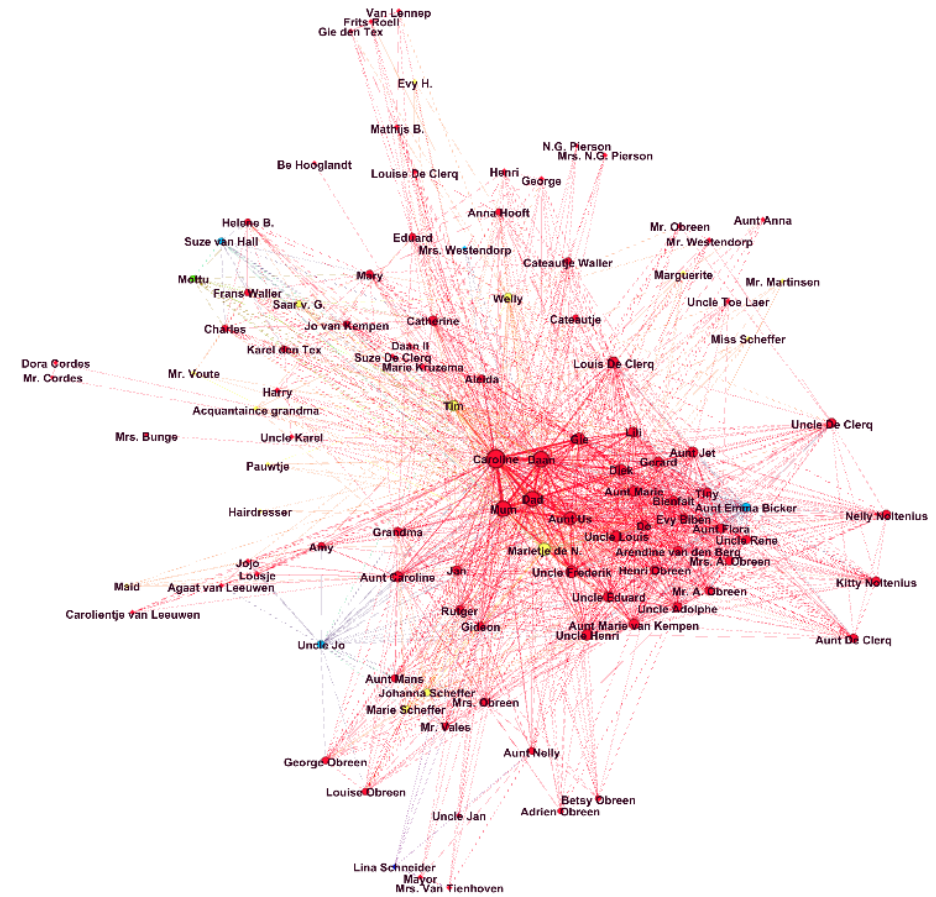 Van Lennep
Frits Roell
Gie den Tex
Evy H.
Mathijs B.
N.G. Pierson
Mrs. N.G. Pierson
Be Hooglandt
Louise De Clerq
Henri
George
Anna Hooft
Helene B.
Aunt Anna
Mr. Obreen
Suze van Hall
Eduard
Mr. Westendorp
Mrs. Westendorp
Cateautje Waller
Mottu
Mary
Marguerite
Mr. Martinsen
Frans Waller
Saar v. G.
Welly
Uncle Toe Laer
Charles
Jo van Kempen
Catherine
Cateautje
Miss Scheffer
Karel den Tex
Daan II
Suze De Clerq
Marie Kruzema
Louis De Clerq
Dora Cordes
Mr. Cordes
Mr. Voute
Aleida
Harry
Acquantaince grandma
Tim
Mrs. Bunge
Uncle Karel
Gie
Lili
Uncle De Clerq
Pauwtje
Caroline
Daan
Dick
Gerard
Aunt Jet
Aunt Marie
Bienfait
Tiny
Aunt Emma Bicker
Hairdresser
Mum
Dad
Aunt Us
Do
Evy Biben
Aunt Flora
Nelly Noltenius
Grandma
Uncle Louis
Uncle Rene
Amy
Marietje de N.
Arendine van den Berg
Mrs. A. Obreen
Jojo
Loosje
Jan
Uncle Frederik
Henri Obreen
Maid
Agaat van Leeuwen
Aunt Caroline
Kitty Noltenius
Mr. A. Obreen
Carolientje van Leeuwen
Rutger
Uncle Eduard
Uncle Adolphe
Gideon
Aunt Marie van Kempen
Uncle Henri
Aunt De Clerq
Uncle Jo
Aunt Mans
Johanna Scheffer
Marie Scheffer
Mrs. Obreen
Mr. Vales
George Obreen
Aunt Nelly
Louise Obreen
Betsy Obreen
Adrien Obreen
Uncle Jan
Lina Schneider
Mayor
Mrs. Van Tienhoven